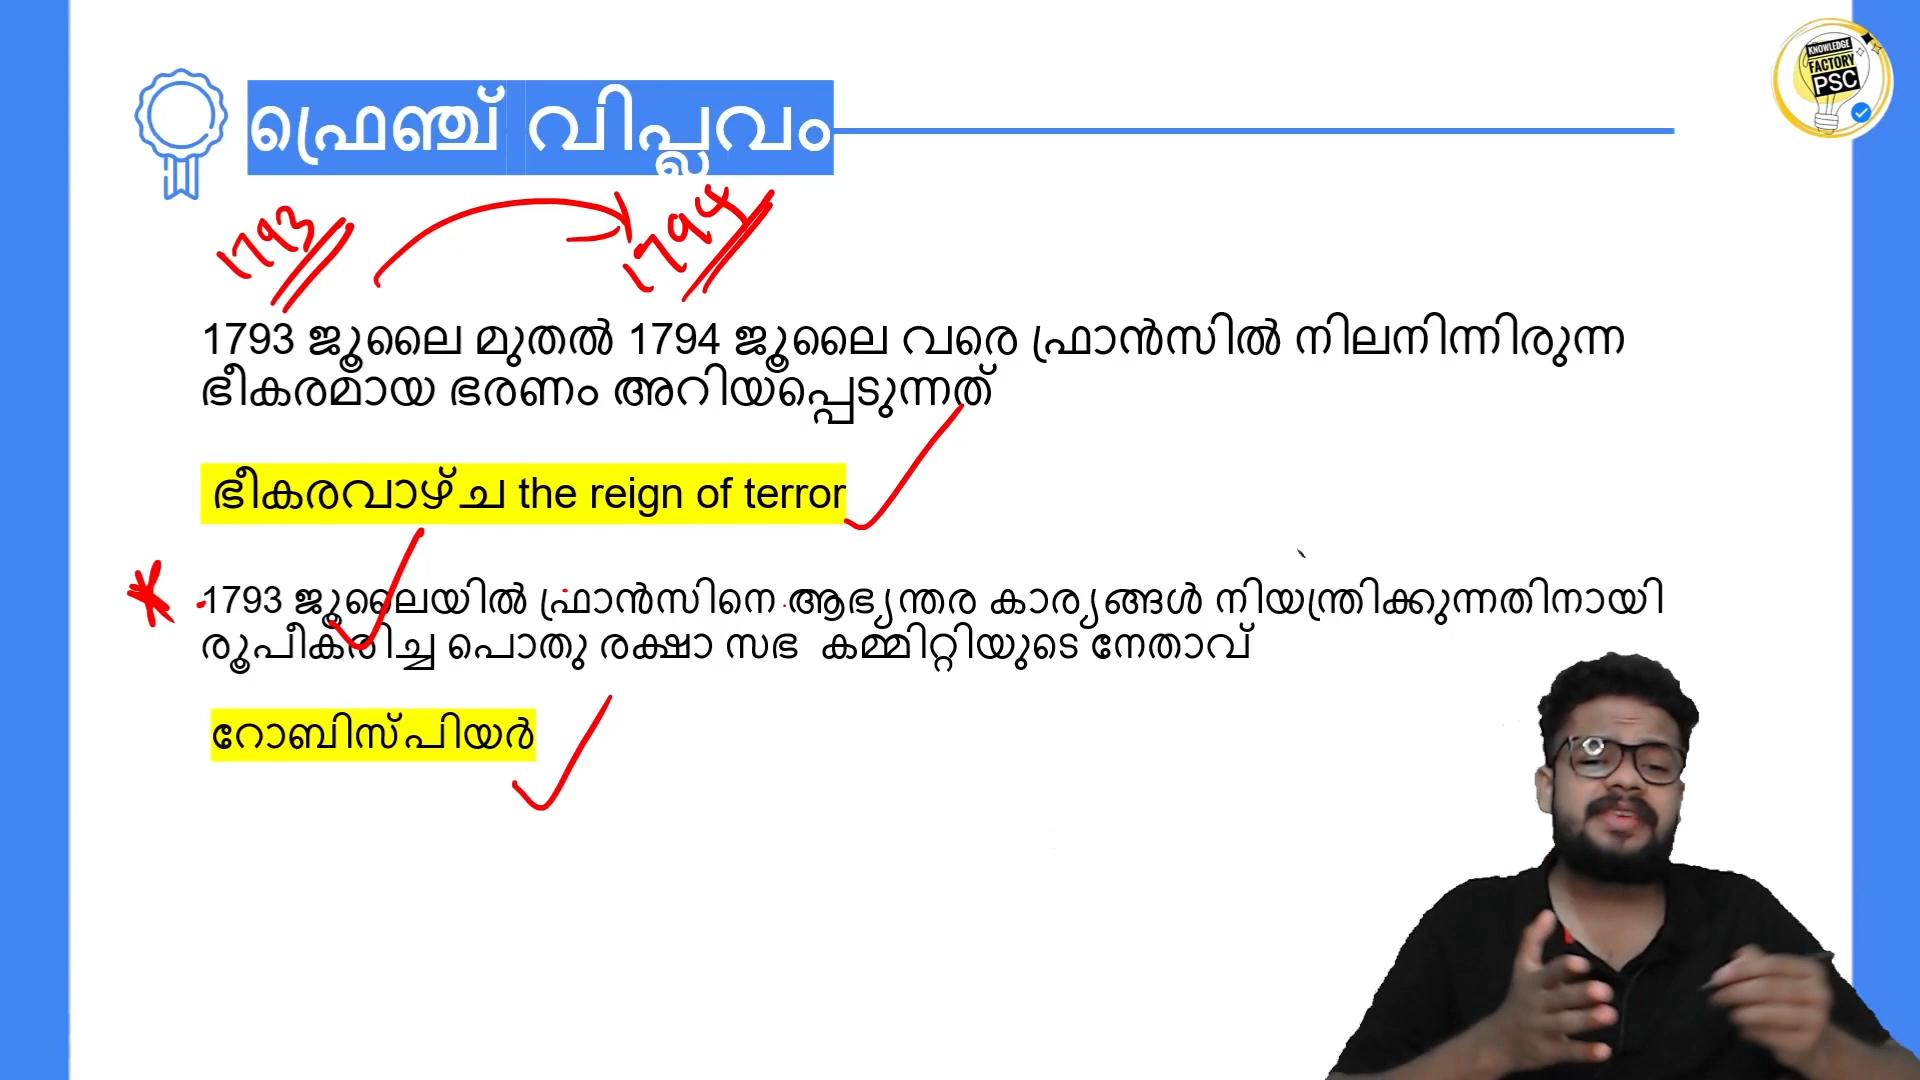 KNOWLEDGE
FACTORY
PSC
ഫ്രെഞ്ച് വിപ്ലവം
1793
1794
1793 ജൂലൈ മുതൽ 1794 ജൂലൈ വരെ ഫ്രാൻസിൽ നിലനിന്നിരുന്ന
ഭീകരമായ ഭരണം അറിയപ്പെടുന്നത്
ഭീകരവാഴ്ച the reign of terror
1793 ജൂലൈയിൽ ഫ്രാൻസിനെ ആഭ്യന്തര കാര്യങ്ങൾ നിയന്ത്രിക്കുന്നതിനായി
രൂപീകരിച്ച പൊതു രക്ഷാ സഭ കമ്മിറ്റിയുടെ നേതാവ്
റോബിസ്പിയർ